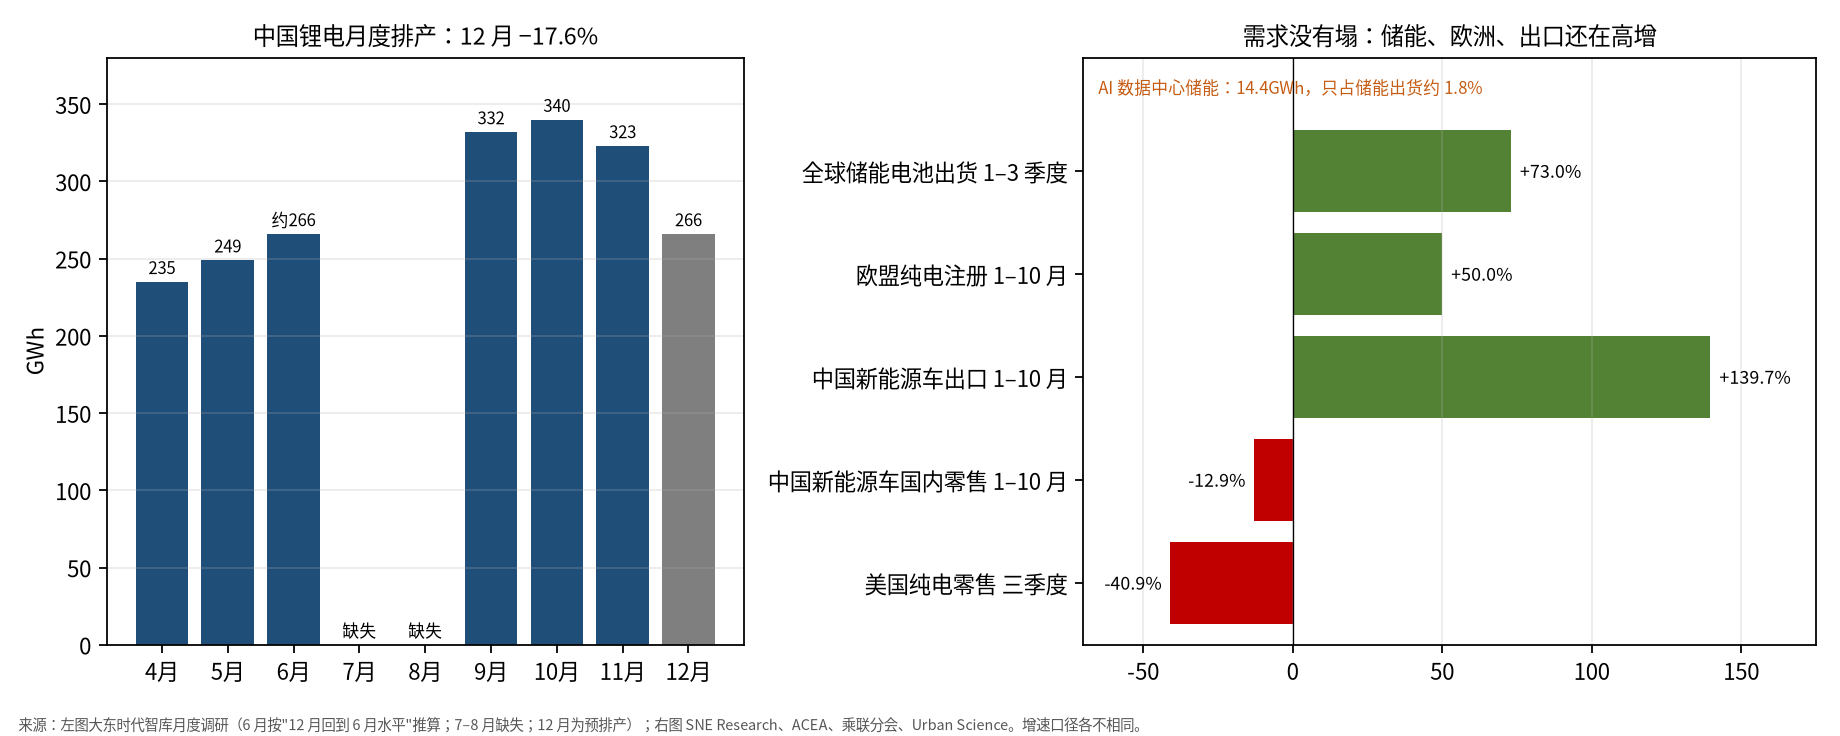 中国锂电月度排产：12 月 −17.6%
GWh
350
300
250
200
150
100
50
0
235
249
约266
缺失
缺失
332
340
323
266
4月
5月
6月
7月
8月
9月
10月
11月
12月
需求没有塌：储能、欧洲、出口还在高增
AI 数据中心储能：14.4GWh，只占储能出货约 1.8%
全球储能电池出货 1–3 季度
+73.0%
欧盟纯电注册 1–10 月
+50.0%
中国新能源车出口 1–10 月
+139.7%
中国新能源车国内零售 1–10 月
-12.9%
美国纯电零售 三季度
-40.9%
-50
0
50
100
150
来源：左图大东时代智库月度调研（6 月按"12 月回到 6 月水平"推算；7–8 月缺失；12 月为预排产）；右图 SNE Research、ACEA、乘联分会、Urban Science。增速口径各不相同。